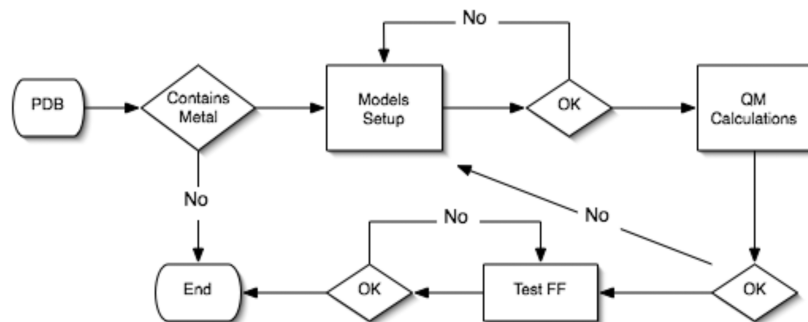 No
PDB
Contains
Metal
Models
Setup
OK
QM
Calculations
No
No
No
End
OK
Test FF
OK